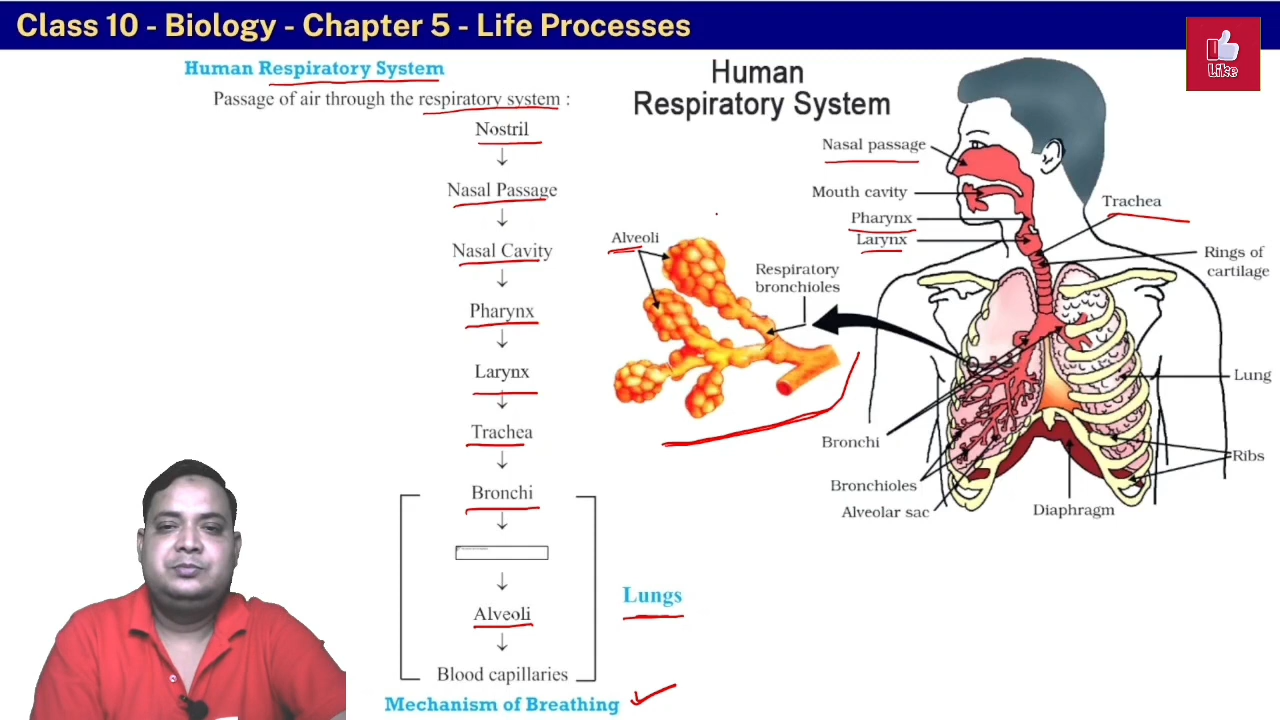 Class 10 - Biology - Chapter 5 - Life Processes
Like
Human Respiratory System
Passage of air through the respiratory system :
Nostril
Nasal Passage
Nasal Cavity
Pharynx
Larynx
Trachea
Bronchi
Alveoli
Blood capillaries
Lungs
Mechanism of Breathing
Human
Respiratory System
Nasal passage
Mouth cavity
Pharynx
Larynx
Trachea
Rings of
cartilage
Alveoli
Respiratory
bronchioles
Lung
Bronchi
Ribs
Bronchioles
Alveolar sac
Diaphragm